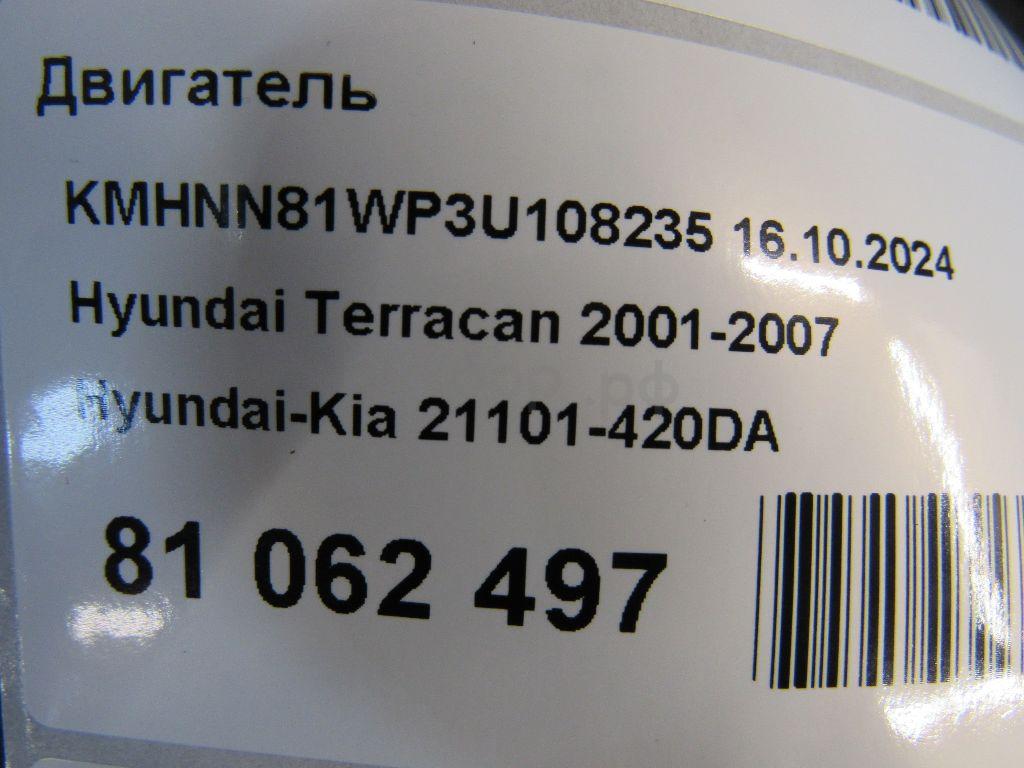 Двигатель
KMHNN81WP3U108235 16.10.2024
Hyundai Terracan 2001-2007
Hyundai-Kia 21101-420DA
81 062 497